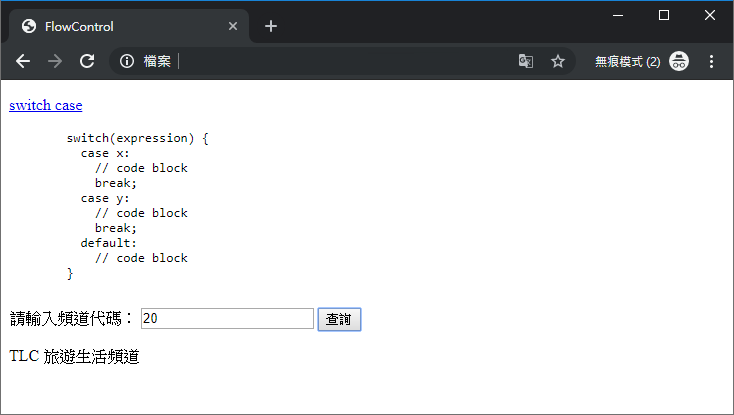 FlowControl
檔案
無痕模式 (2)
switch case
switch(expression) {
  case x:
    // code block
    break;
  case y:
    // code block
    break;
  default:
    // code block
}
請輸入頻道代碼： 20 查詢
TLC 旅遊生活頻道